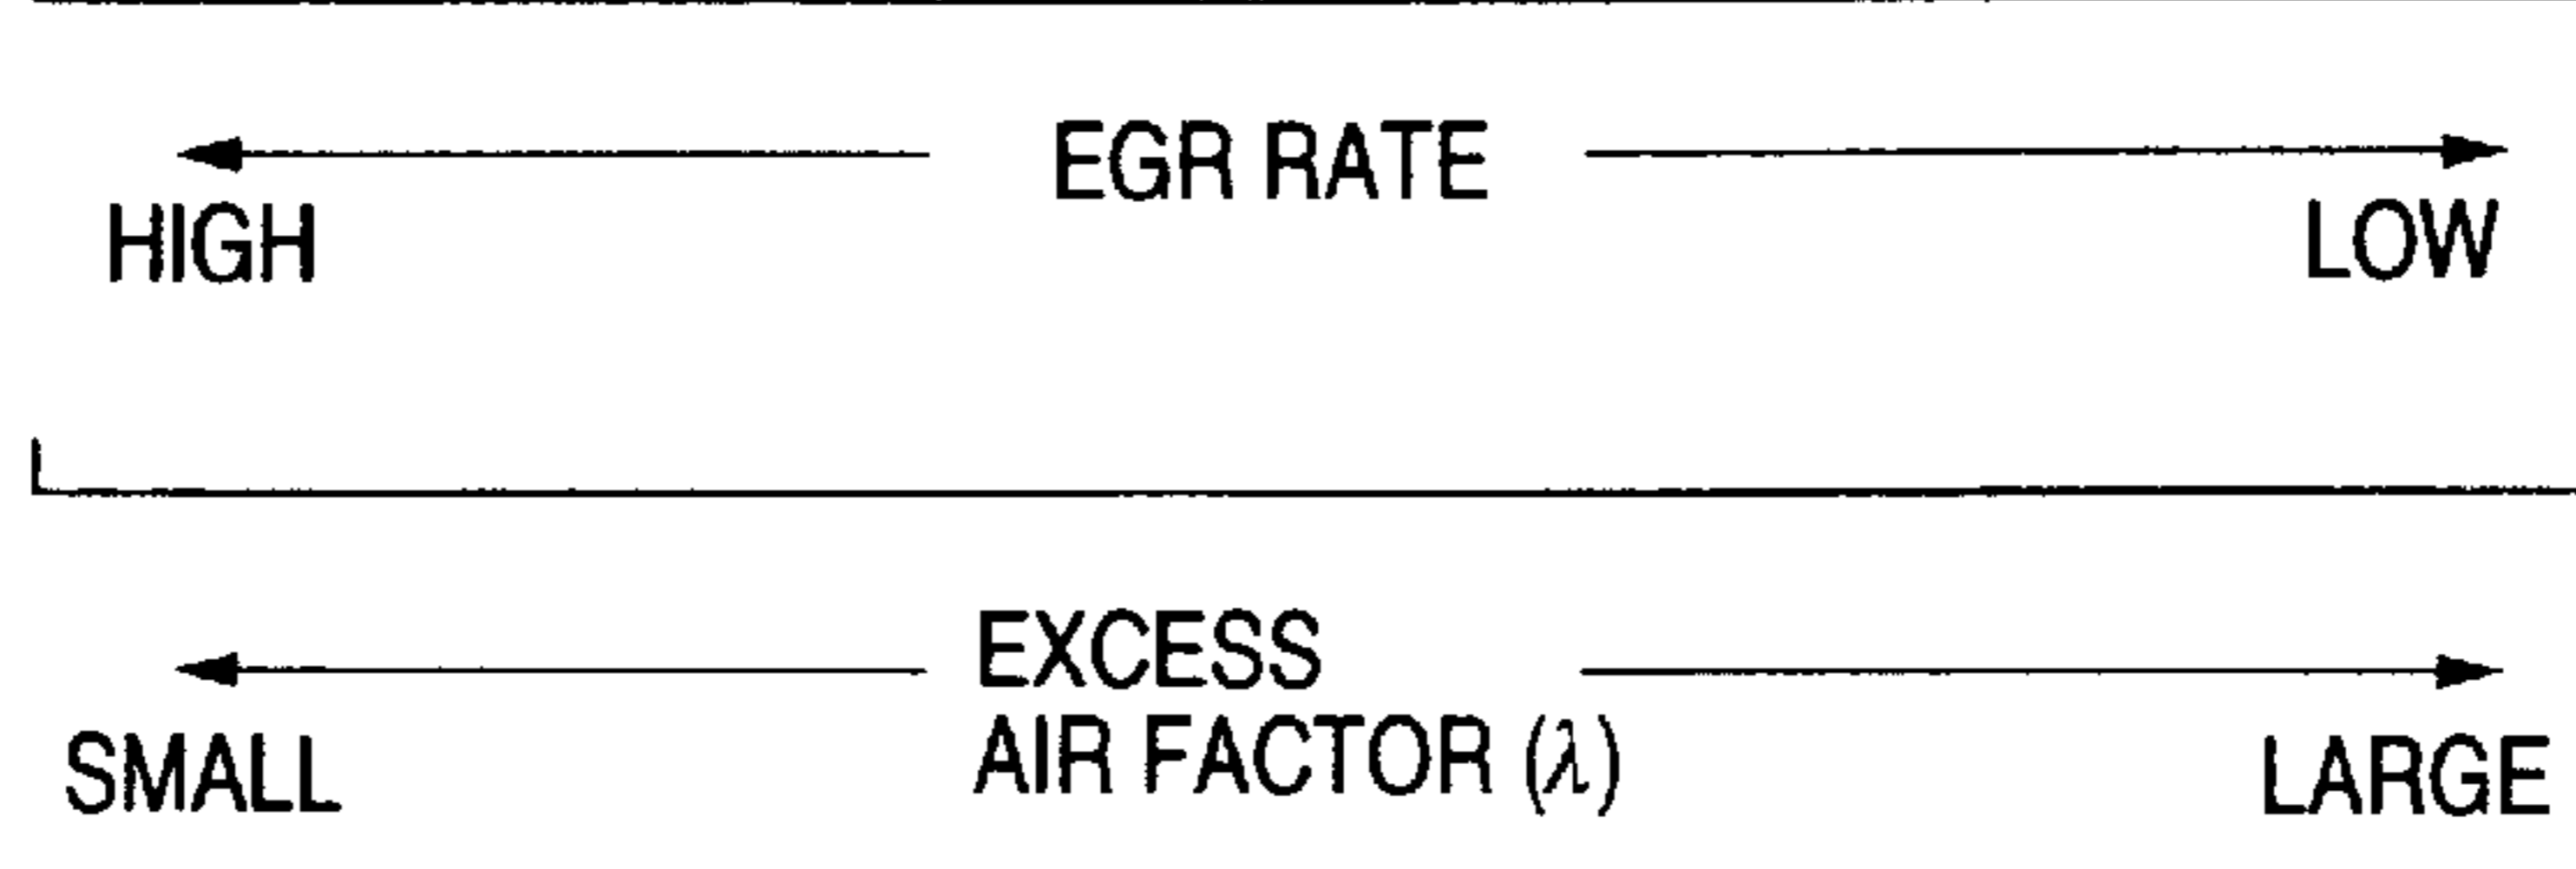 EGR RATE
HIGH
LOW
EXCESS
AIR FACTOR (λ)
SMALL
LARGE